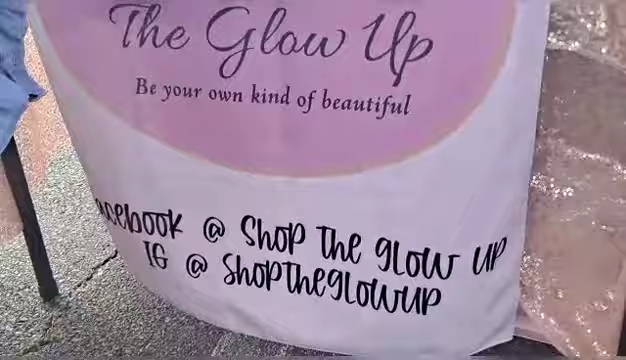 The Glow Up
Be your own kind of beautiful
acebook @ Shop The glow up
IG @ shoptheglowup